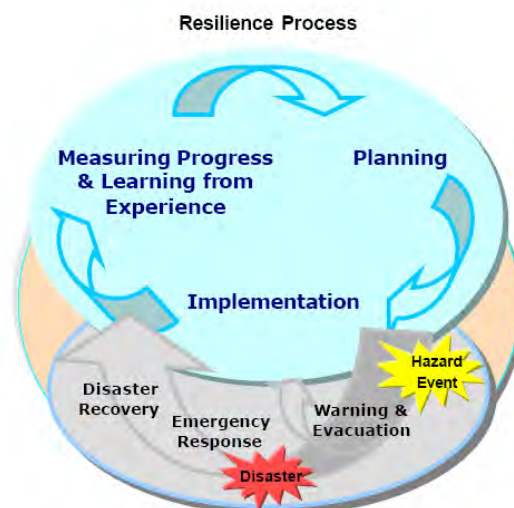 Resilience Process
Measuring Progress
& Learning from
Experience
Planning
Implementation
Hazard
Event
Disaster
Recovery
Emergency
Response
Warning &
Evacuation
Disaster